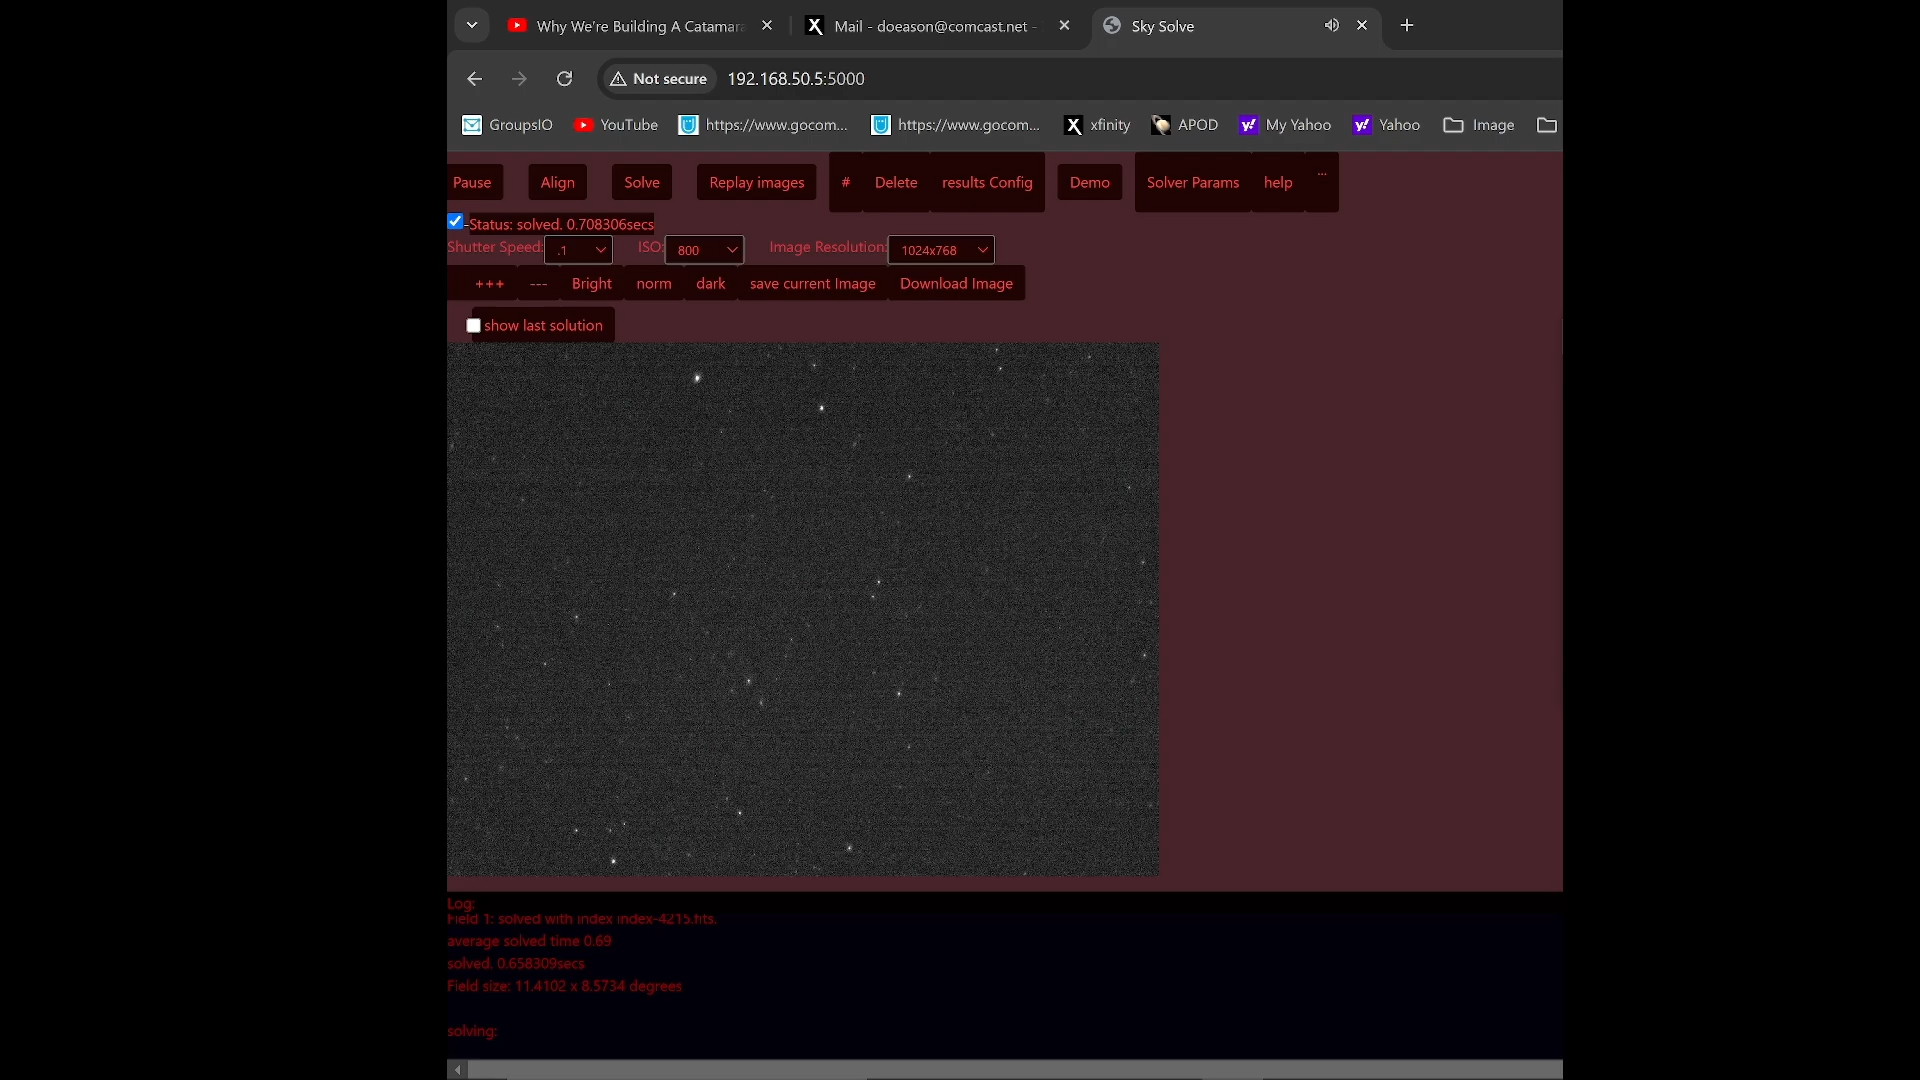 Why We're Building A Catamara
Mail - doeason@comcast.net -
Sky Solve
Not secure 192.168.50.5:5000
GroupsIO YouTube https://www.gocom... https://www.gocom... xfinity APOD My Yahoo Yahoo Image
Pause Align Solve Replay images # Delete results Config Demo Solver Params help ...
-Status: solved. 0.708306secs
Shutter Speed: .1 ISO: 800 Image Resolution: 1024x768
+++ --- Bright norm dark save current Image Download Image
show last solution
Log:
Field 1: solved with index index-4215.fits.
average solved time 0.69
solved. 0.658309secs
Field size: 11.4102 x 8.5734 degrees
solving: